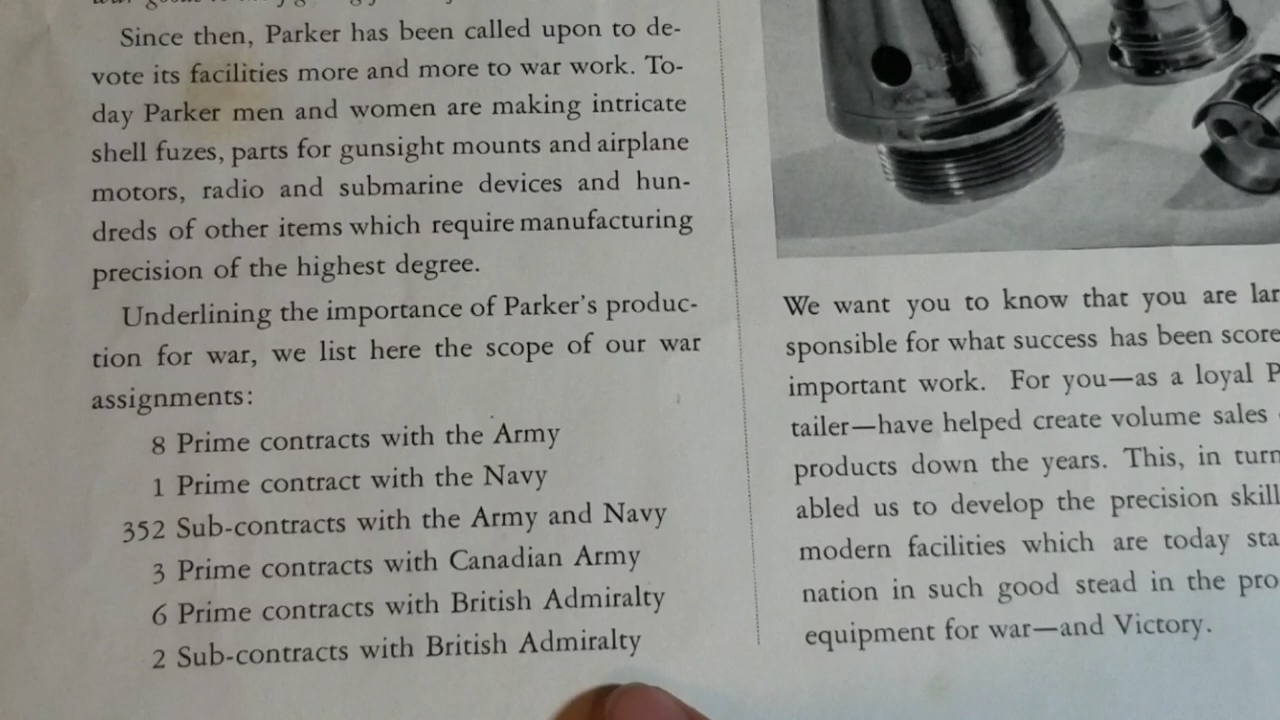 Since then, Parker has been called upon to de-
vote its facilities more and more to war work. To-
day Parker men and women are making intricate
shell fuzes, parts for gunsight mounts and airplane
motors, radio and submarine devices and hun-
dreds of other items which require manufacturing
precision of the highest degree.
Underlining the importance of Parker's produc-
tion for war, we list here the scope of our war
assignments:
8 Prime contracts with the Army
1 Prime contract with the Navy
352 Sub-contracts with the Army and Navy
3 Prime contracts with Canadian Army
6 Prime contracts with British Admiralty
2 Sub-contracts with British Admiralty
We want you to know that you are lar
sponsible for what success has been score
important work. For you—as a loyal P
tailer—have helped create volume sales
products down the years. This, in turn
abled us to develop the precision skill
modern facilities which are today sta
nation in such good stead in the pro
equipment for war—and Victory.